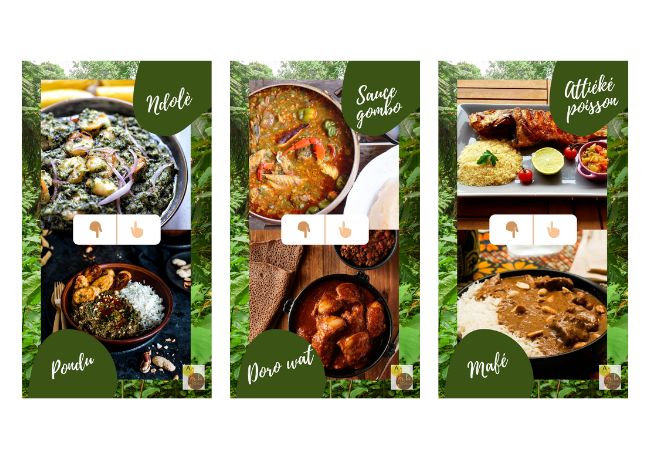 Ndolè
Pondu
Sauce
gombo
Doro wat
Attiéké
poisson
Mafé